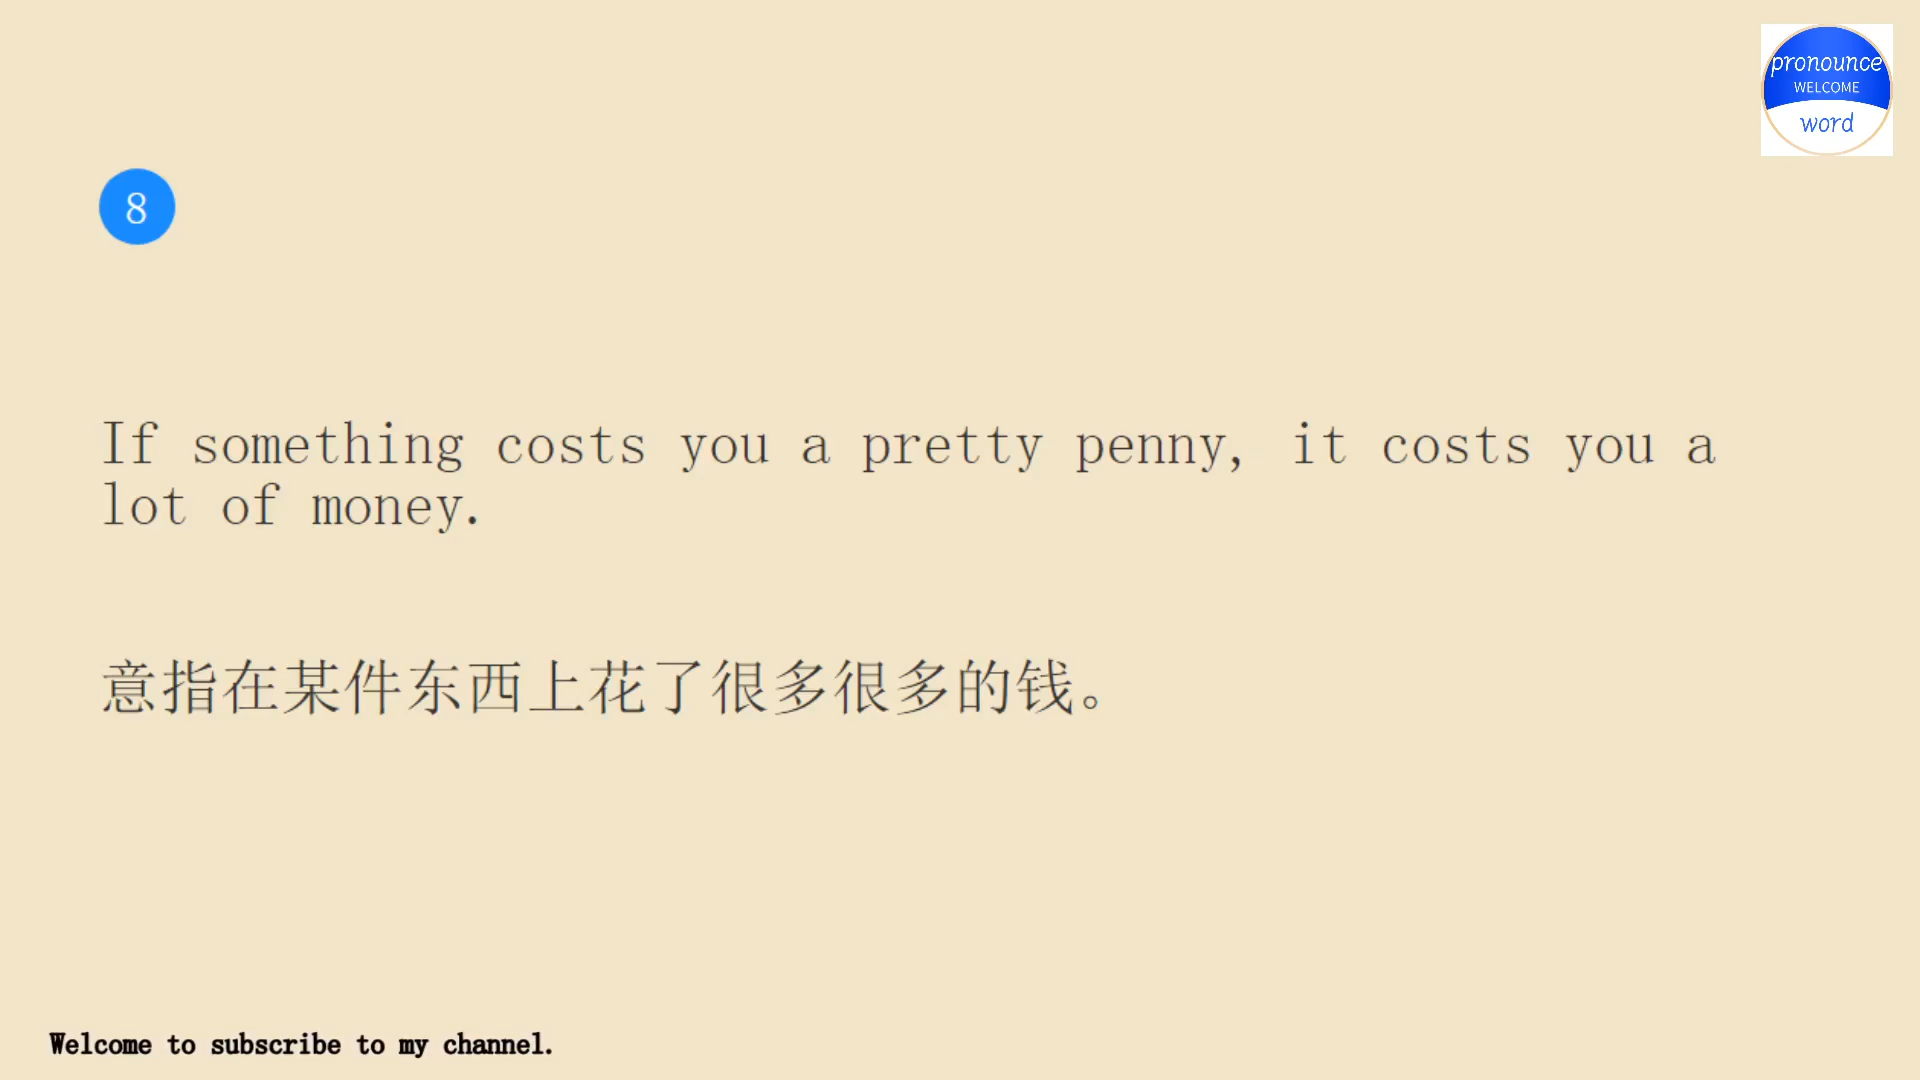 pronounce
WELCOME
word
8
If something costs you a pretty penny, it costs you a
lot of money.
意指在某件东西上花了很多很多的钱。
Welcome to subscribe to my channel.